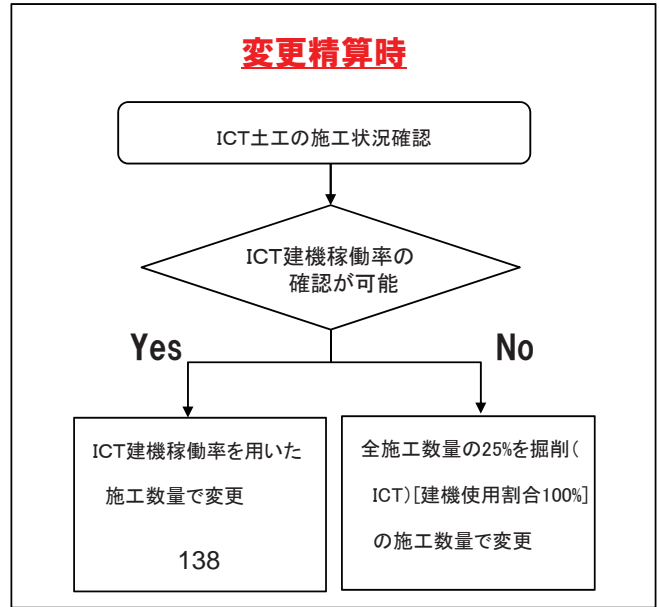 変更精算時
ICT土工の施工状況確認
ICT建機稼働率の
確認が可能
Yes
No
ICT建機稼働率を用いた
施工数量で変更
138
全施工数量の25%を掘削(
ICT)[建機使用割合100%]
の施工数量で変更